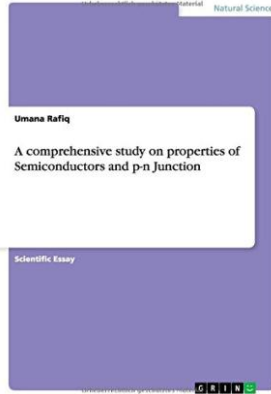 Natural Science
Umana Rafiq
A comprehensive study on properties of
Semiconductors and p-n Junction
Scientific Essay
GRIN